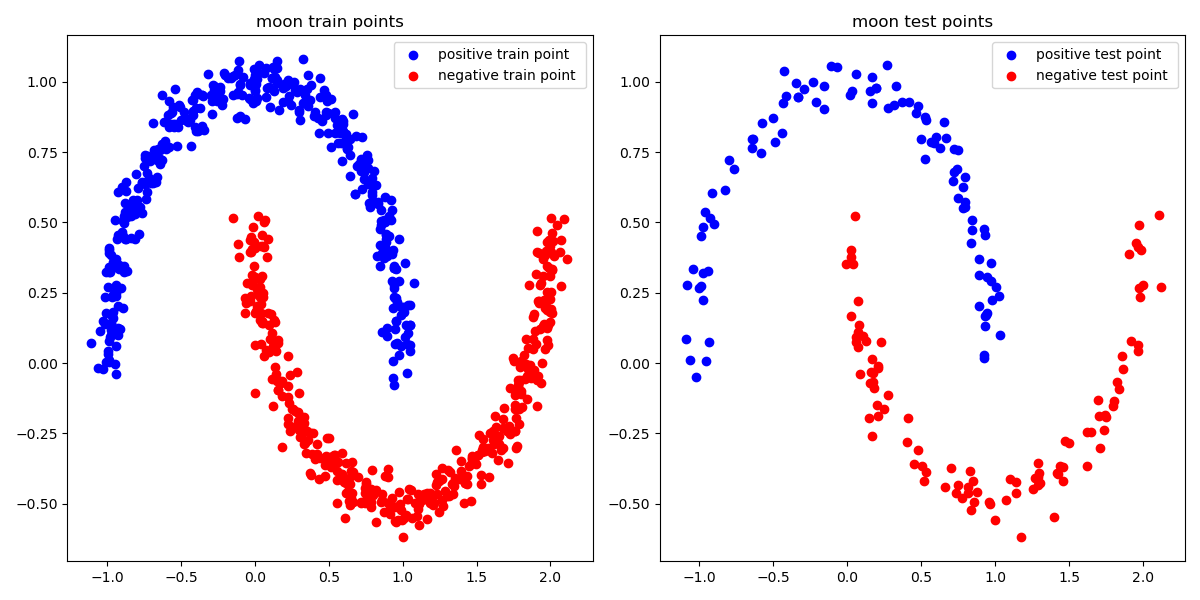 moon train points
positive train point
negative train point
1.00
0.75
0.50
0.25
0.00
−0.25
−0.50
−1.0 −0.5 0.0 0.5 1.0 1.5 2.0
moon test points
positive test point
negative test point
1.00
0.75
0.50
0.25
0.00
−0.25
−0.50
−1.0 −0.5 0.0 0.5 1.0 1.5 2.0